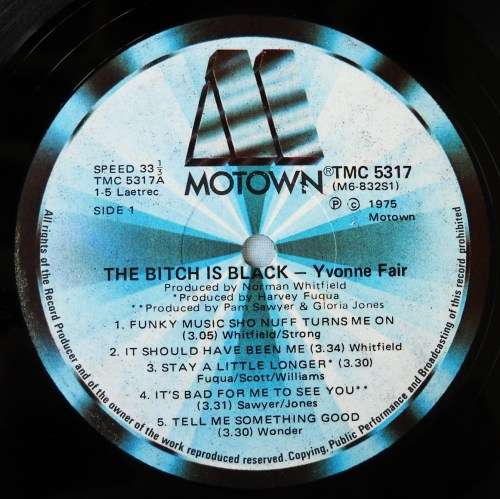 MOTOWN®
SPEED 33 1/3
TMC 5317A
1-5 Laetrec
SIDE 1
TMC 5317
(M6-832S1)
Ⓟ © 1975
Motown
THE BITCH IS BLACK — Yvonne Fair
Produced by Norman Whitfield
*Produced by Harvey Fuqua
**Produced by Pam Sawyer & Gloria Jones
1. FUNKY MUSIC SHO NUFF TURNS ME ON
(3.05) Whitfield/Strong
2. IT SHOULD HAVE BEEN ME (3.34) Whitfield
3. STAY A LITTLE LONGER* (3.30)
Fuqua/Scott/Williams
4. IT'S BAD FOR ME TO SEE YOU**
(3.31) Sawyer/Jones
5. TELL ME SOMETHING GOOD
(3.30) Wonder
All rights of the Record Producer and of the owner of the work reproduced reserved. Copying, Public Performance and Broadcasting of this record prohibited